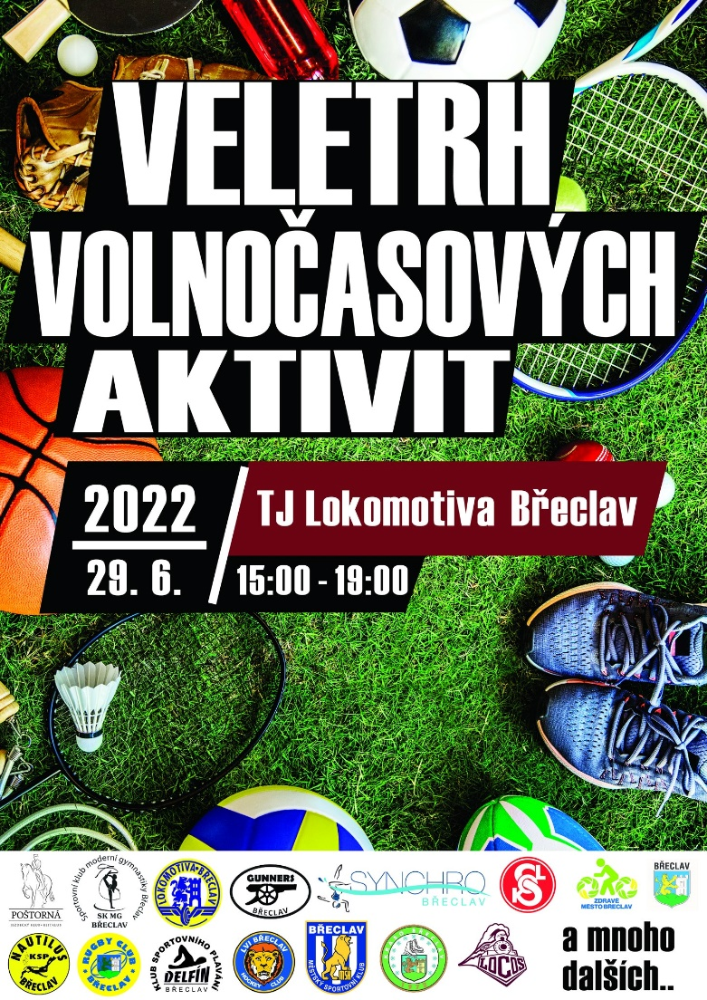 VELETRH
VOLNOČASOVÝCH
AKTIVIT
2022
29. 6.
TJ Lokomotiva Břeclav
15:00 - 19:00
POŠTORNÁ
Sportovní klub moderní gymnastiky Břeclav
SK MG
BŘECLAV
LOKOMOTIVA-BŘECLAV
GUNNERS
BŘECLAV
SYNCHRO
BŘECLAV
ZDRAVÉ
MĚSTO BŘECLAV
BŘECLAV
NAUTILUS
KSP
BŘECLAV
RUGBY CLUB
BŘECLAV
KLUB SPORTOVNÍHO PLAVÁNÍ
DELFÍN
BŘECLAV
LVI BŘECLAV
HOCKEY CLUB
BŘECLAV
MSK
MĚSTSKÝ SPORTOVNÍ KLUB
LOCOS
a mnoho
dalších..